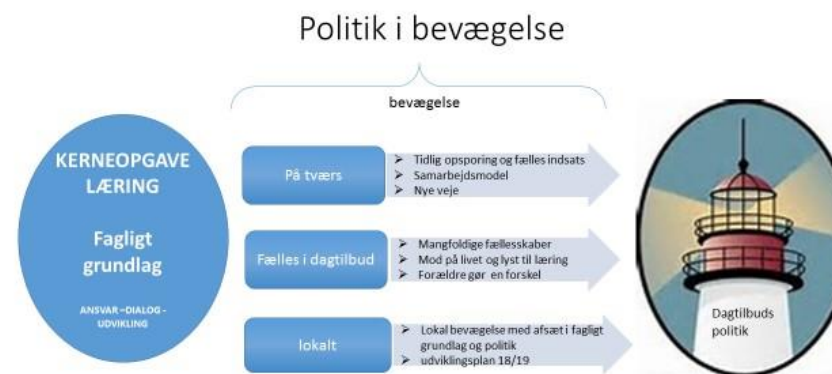 Politik i bevægelse
bevægelse
KERNEOPGAVE
LÆRING
Fagligt
grundlag
ANSVAR –DIALOG -
UDVIKLING
På tværs
➢ Tidlig opsporing og fælles indsats
➢ Samarbejdsmodel
➢ Nye veje
Fælles i dagtilbud
➢ Mangfoldige fællesskaber
➢ Mod på livet og lyst til læring
➢ Forældre gør en forskel
lokalt
➢ Lokal bevægelse med afsæt i fagligt
grundlag og politik
➢ udviklingsplan 18/19
Dagtilbuds
politik